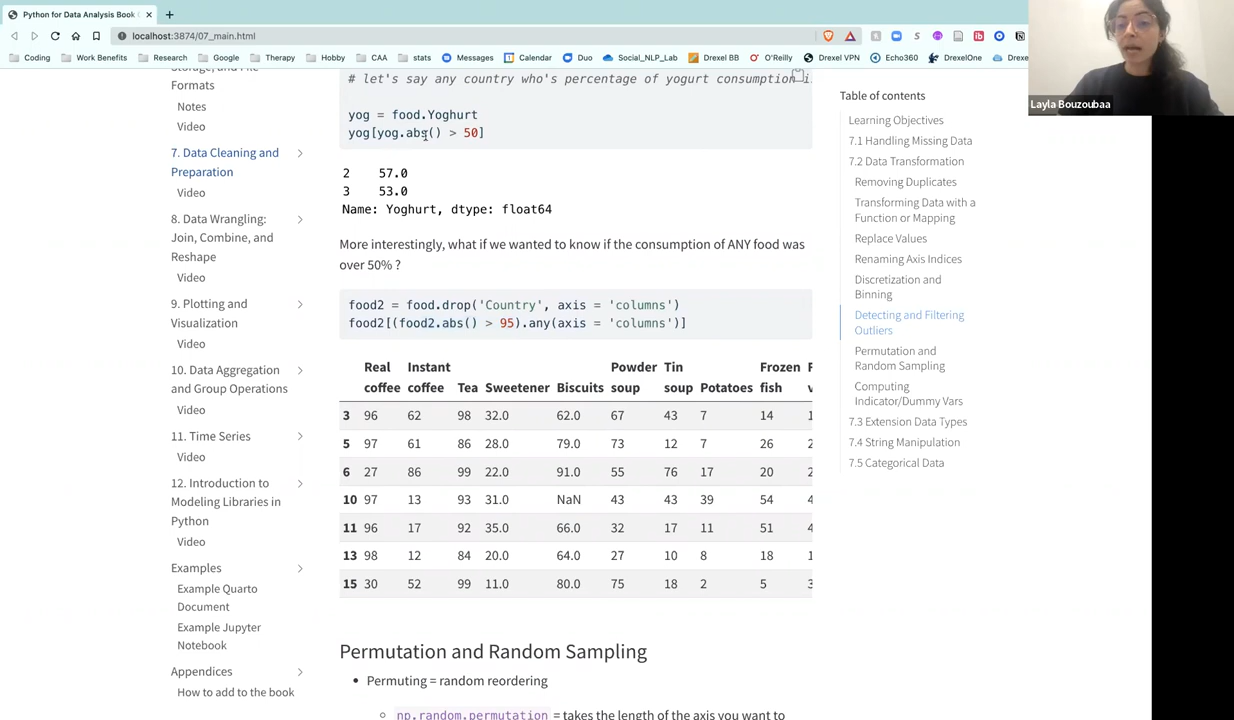 Python for Data Analysis Book C
localhost:3874/07_main.html
Coding Work Benefits Research Google Therapy Hobby CAA stats Messages Calendar Duo Social_NLP_Lab Drexel BB O'Reilly Drexel VPN Echo360 DrexelOne Drexe
Layla Bouzoubaa
Formats
Notes
Video
7. Data Cleaning and
Preparation
Video
8. Data Wrangling:
Join, Combine, and
Reshape
Video
9. Plotting and
Visualization
Video
10. Data Aggregation
and Group Operations
Video
11. Time Series
Video
12. Introduction to
Modeling Libraries in
Python
Video
Examples
Example Quarto
Document
Example Jupyter
Notebook
Appendices
How to add to the book
# let's say any country who's percentage of yogurt consumption i
yog = food.Yoghurt
yog[yog.abs() > 50]
2 57.0
3 53.0
Name: Yoghurt, dtype: float64
More interestingly, what if we wanted to know if the consumption of ANY food was
over 50% ?
food2 = food.drop('Country', axis = 'columns')
food2[(food2.abs() > 95).any(axis = 'columns')]
Real Instant Powder Tin Frozen F
coffee coffee Tea Sweetener Biscuits soup soup Potatoes fish v
3 96 62 98 32.0 62.0 67 43 7 14 1
5 97 61 86 28.0 79.0 73 12 7 26 2
6 27 86 99 22.0 91.0 55 76 17 20 2
10 97 13 93 31.0 NaN 43 43 39 54 4
11 96 17 92 35.0 66.0 32 17 11 51 4
13 98 12 84 20.0 64.0 27 10 8 18 1
15 30 52 99 11.0 80.0 75 18 2 5 3
Permutation and Random Sampling
• Permuting = random reordering
○ np.random.permutation = takes the length of the axis you want to
Table of contents
Learning Objectives
7.1 Handling Missing Data
7.2 Data Transformation
Removing Duplicates
Transforming Data with a
Function or Mapping
Replace Values
Renaming Axis Indices
Discretization and
Binning
Detecting and Filtering
Outliers
Permutation and
Random Sampling
Computing
Indicator/Dummy Vars
7.3 Extension Data Types
7.4 String Manipulation
7.5 Categorical Data